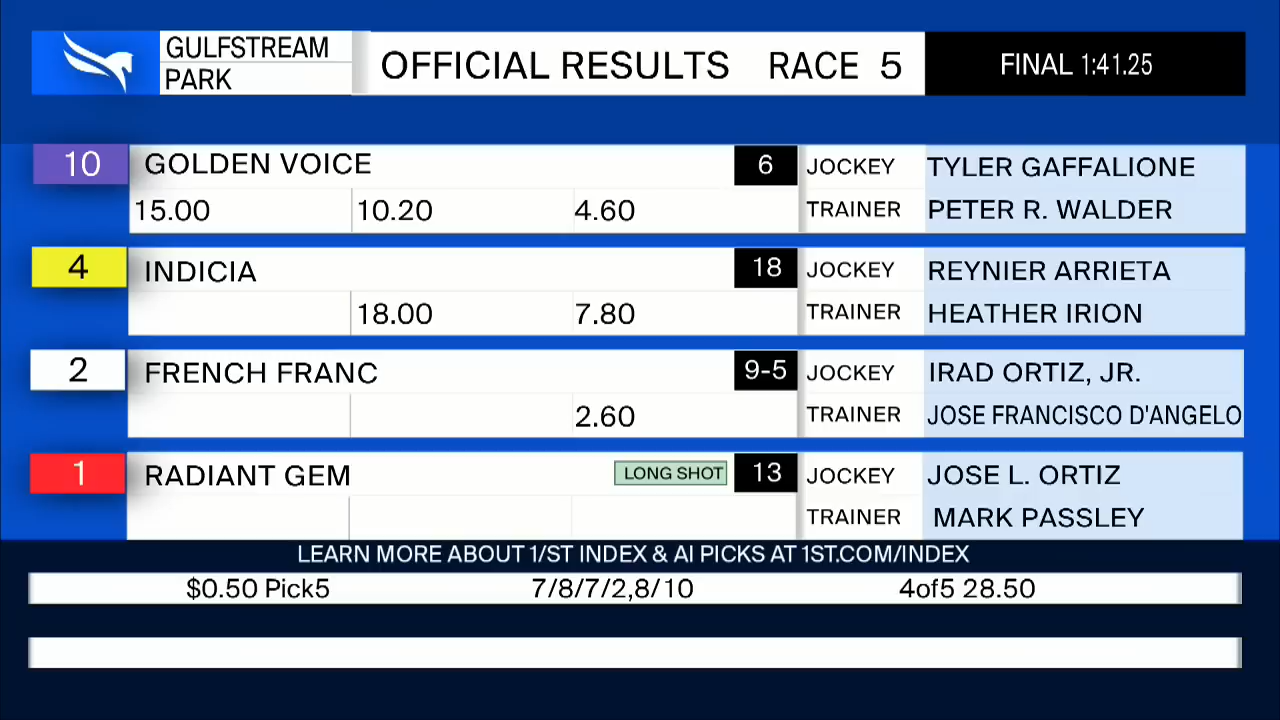 GULFSTREAM
PARK
OFFICIAL RESULTS RACE 5
FINAL 1:41.25
10 GOLDEN VOICE 6 JOCKEY TYLER GAFFALIONE
15.00 10.20 4.60 TRAINER PETER R. WALDER
4 INDICIA 18 JOCKEY REYNIER ARRIETA
18.00 7.80 TRAINER HEATHER IRION
2 FRENCH FRANC 9-5 JOCKEY IRAD ORTIZ, JR.
2.60 TRAINER JOSE FRANCISCO D'ANGELO
1 RADIANT GEM LONG SHOT 13 JOCKEY JOSE L. ORTIZ
TRAINER MARK PASSLEY
LEARN MORE ABOUT 1/ST INDEX & AI PICKS AT 1ST.COM/INDEX
$0.50 Pick5 7/8/7/2,8/10 4of5 28.50